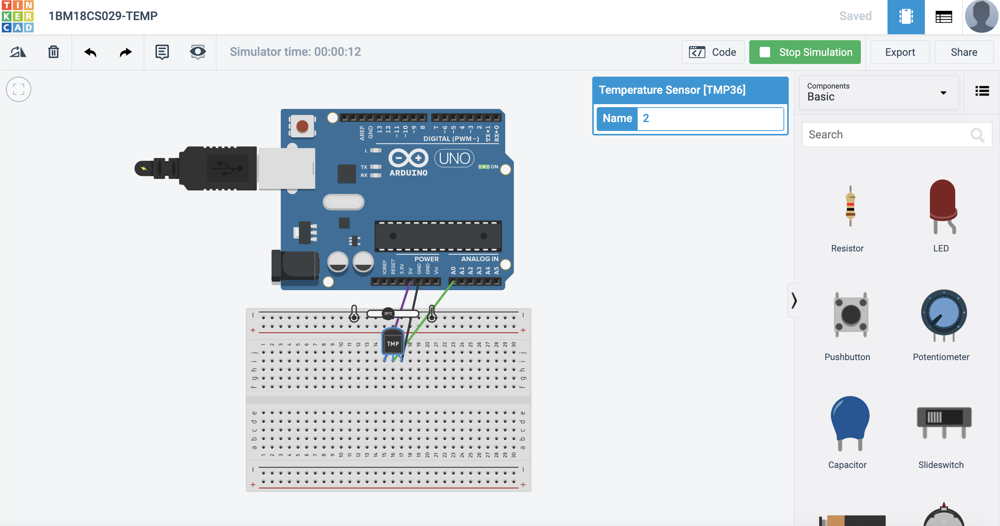 TIN
KER
CAD
1BM18CS029-TEMP
Saved
Simulator time: 00:00:12
Code
Stop Simulation
Export
Share
Temperature Sensor [TMP36]
Name 2
Components
Basic
Search
Resistor
LED
Pushbutton
Potentiometer
Capacitor
Slideswitch
AREF GND 13 12 ~11 ~10 ~9 8 7 ~6 ~5 4 ~3 2 TX→1 RX←0
DIGITAL (PWM~)
L
TX
RX
UNO
ARDUINO
ON
SPK16.000G
POWER
ANALOG IN
IOREF RESET 3.3V 5V GND GND Vin A0 A1 A2 A3 A4 A5
25°C
TMP
− −
+ +
1 2 3 4 5 6 7 8 9 10 11 12 13 14 18 19 20 21 22 23 24 25 26 27 28 29 30
j j
i i
h h
g g
f f
e e
d d
c c
b b
a a
1 2 3 4 5 6 7 8 9 10 11 12 13 14 15 16 17 18 19 20 21 22 23 24 25 26 27 28 29 30
− −
+ +